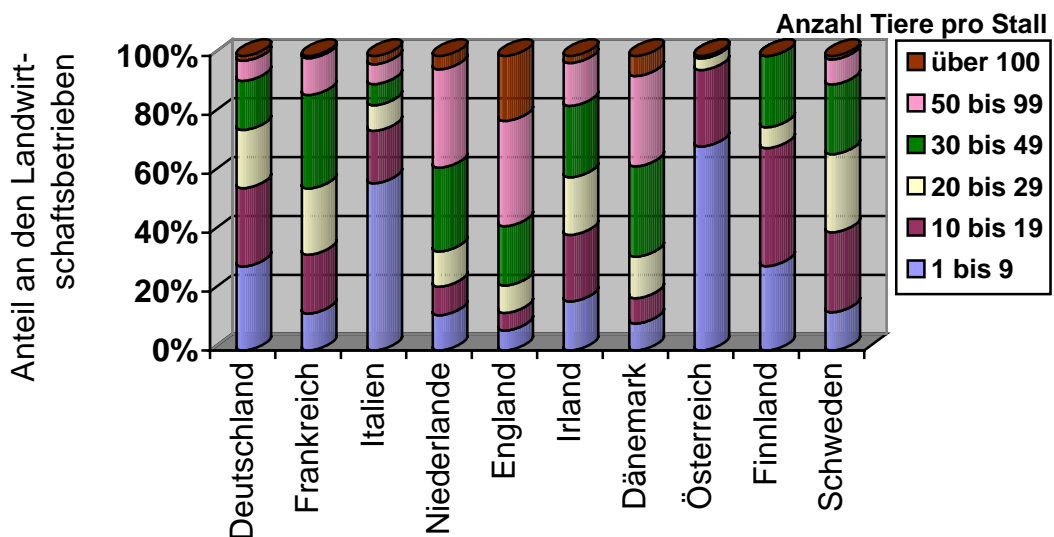 Anzahl Tiere pro Stall
Anteil an den Landwirt-
schaftsbetrieben
100%
80%
60%
40%
20%
0%
über 100
50 bis 99
30 bis 49
20 bis 29
10 bis 19
1 bis 9
Deutschland
Frankreich
Italien
Niederlande
England
Irland
Dänemark
Österreich
Finnland
Schweden